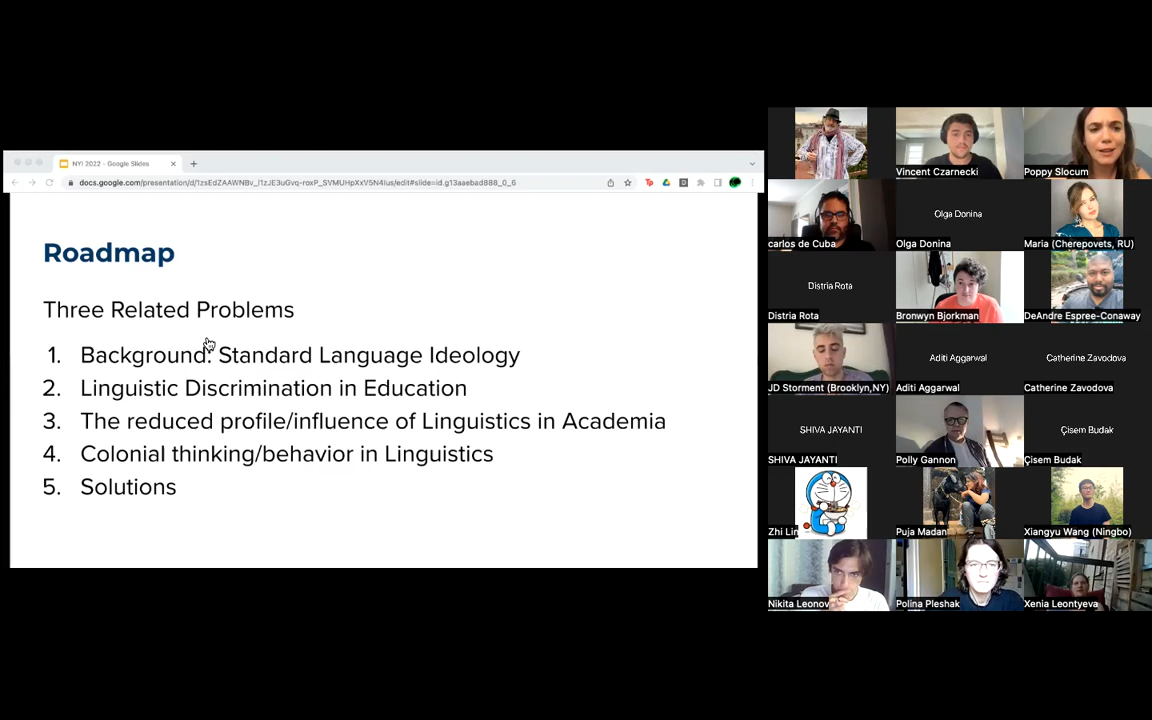 NYI 2022 - Google Slides
docs.google.com/presentation/d/1zsEdZAAWNBv_l1zJE3uGvq-roxP_SVMUHpXxV5N4Ius/edit#slide=id.g13aaebad888_0_6
Roadmap
Three Related Problems
1. Background: Standard Language Ideology
2. Linguistic Discrimination in Education
3. The reduced profile/influence of Linguistics in Academia
4. Colonial thinking/behavior in Linguistics
5. Solutions
Vincent Czarnecki
Poppy Slocum
carlos de Cuba
Olga Donina
Olga Donina
Maria (Cherepovets, RU)
Distria Rota
Distria Rota
Bronwyn Bjorkman
DeAndre Espree-Conaway
JD Storment (Brooklyn,NY)
Aditi Aggarwal
Aditi Aggarwal
Catherine Zavodova
Catherine Zavodova
SHIVA JAYANTI
SHIVA JAYANTI
Polly Gannon
Çisem Budak
Çisem Budak
Zhi Lin
Puja Madan
Xiangyu Wang (Ningbo)
Nikita Leonov
Polina Pleshak
Xenia Leontyeva